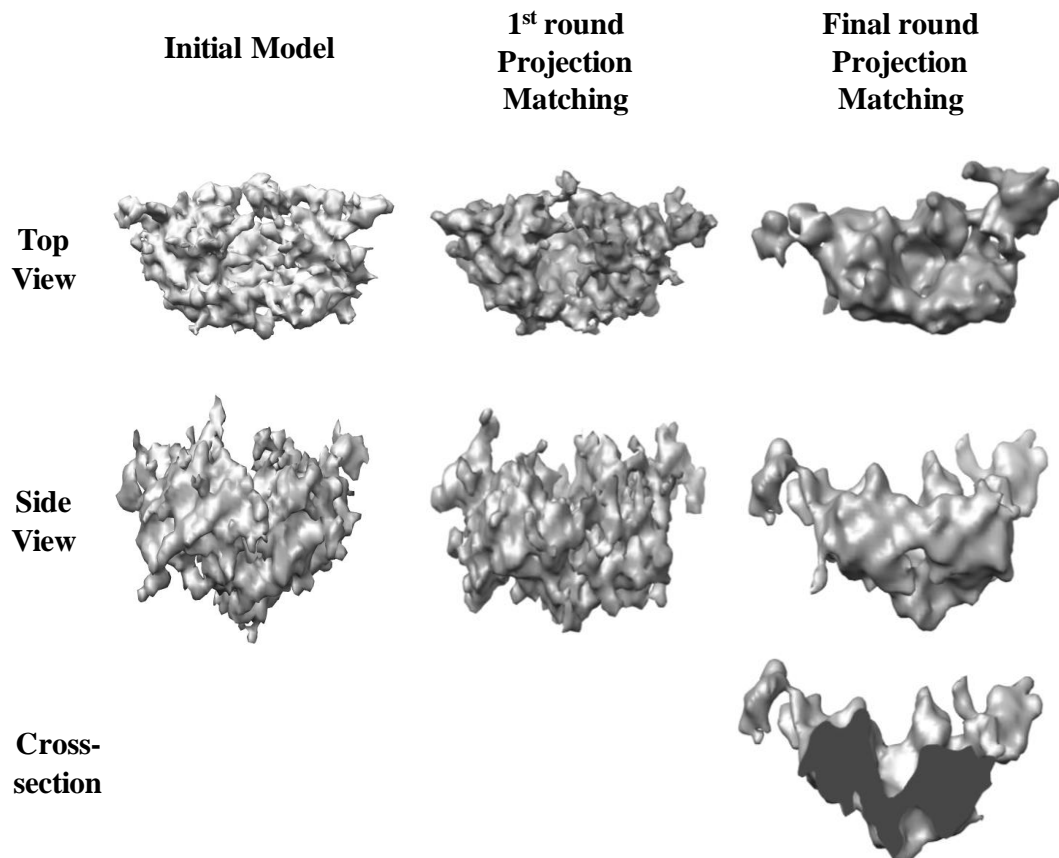 Initial Model
1st round
Projection
Matching
Final round
Projection
Matching
Top
View
Side
View
Cross-
section